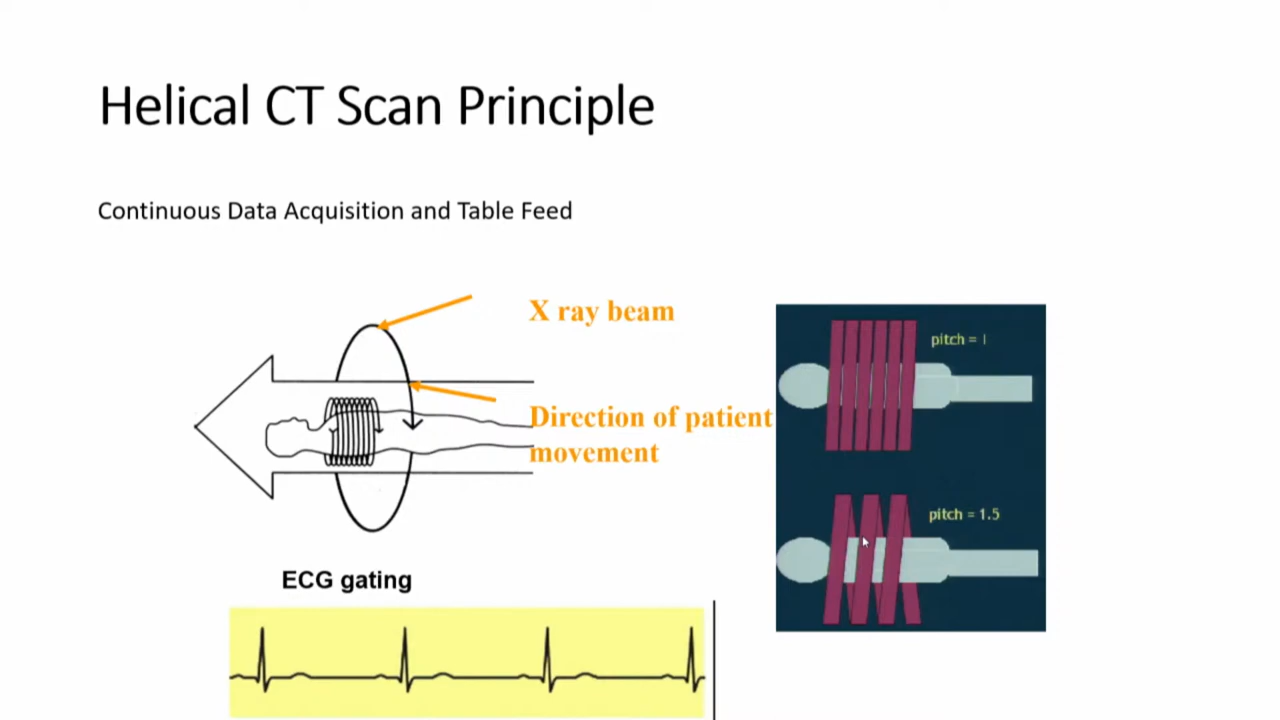 Helical CT Scan Principle
Continuous Data Acquisition and Table Feed
X ray beam
Direction of patient
movement
pitch = 1
pitch = 1.5
ECG gating